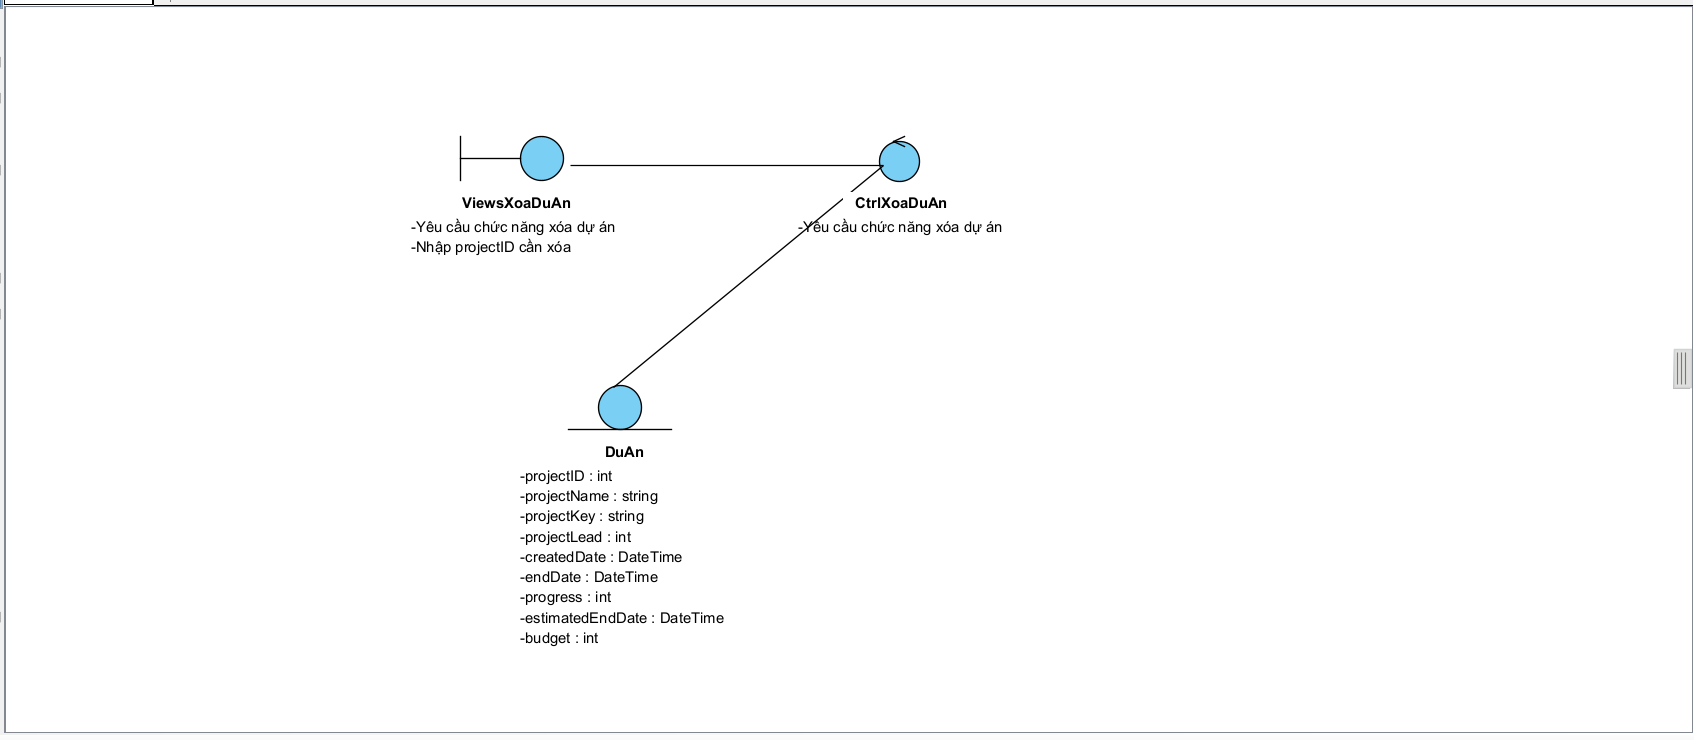 ViewsXoaDuAn
-Yêu cầu chức năng xóa dự án
-Nhập projectID cần xóa
CtrlXoaDuAn
-Yêu cầu chức năng xóa dự án
DuAn
-projectID : int
-projectName : string
-projectKey : string
-projectLead : int
-createdDate : DateTime
-endDate : DateTime
-progress : int
-estimatedEndDate : DateTime
-budget : int